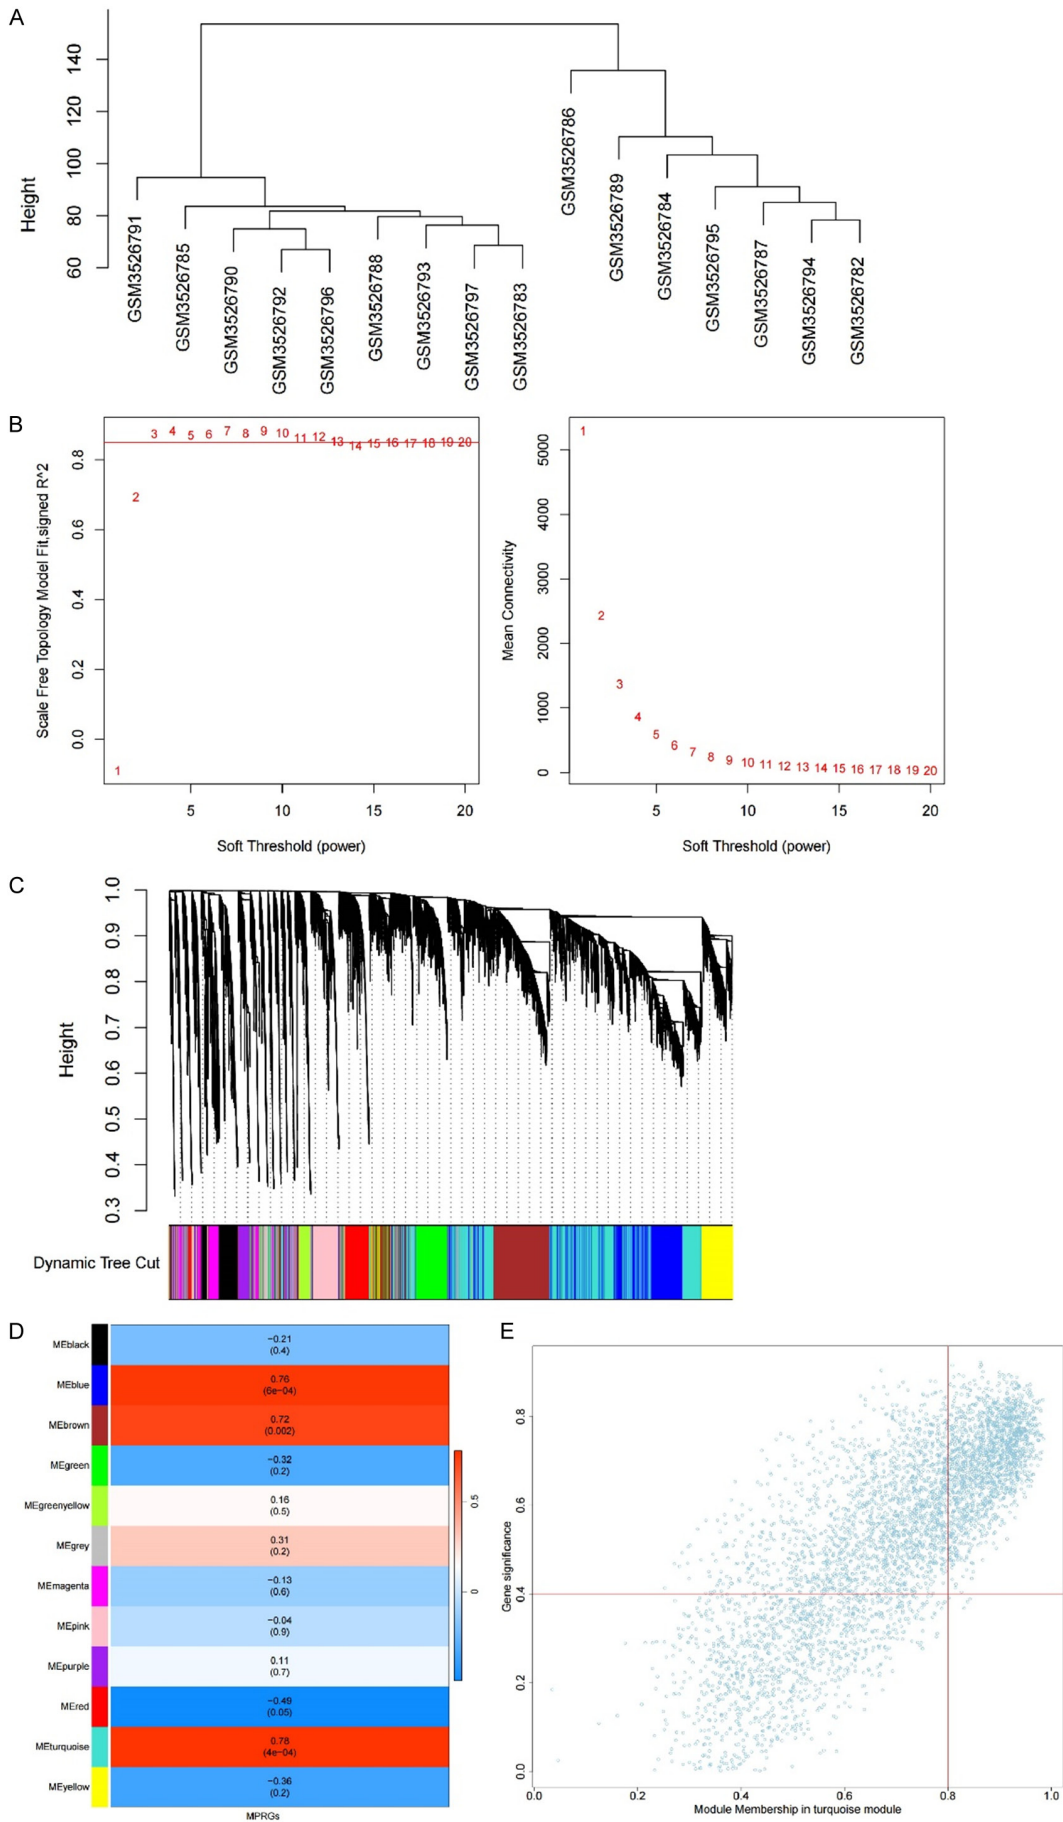 A
Height
140
120
100
80
60
GSM3526791
GSM3526785
GSM3526790
GSM3526792
GSM3526796
GSM3526788
GSM3526793
GSM3526797
GSM3526783
GSM3526786
GSM3526789
GSM3526784
GSM3526795
GSM3526787
GSM3526794
GSM3526782
B
Scale Free Topology Model Fit,signed R^2
0.8
0.6
0.4
0.2
0.0
1 2 3 4 5 6 7 8 9 10 11 12 13 14 15 16 17 18 19 20
5 10 15 20
Soft Threshold (power)
Mean Connectivity
5000
4000
3000
2000
1000
0
1 2 3 4 5 6 7 8 9 10 11 12 13 14 15 16 17 18 19 20
5 10 15 20
Soft Threshold (power)
C
Height
1.0
0.9
0.8
0.7
0.6
0.5
0.4
0.3
Dynamic Tree Cut
D
MEblack
−0.21
(0.4)
MEblue
0.76
(6e−04)
MEbrown
0.72
(0.002)
MEgreen
−0.32
(0.2)
MEgreenyellow
0.16
(0.5)
MEgrey
0.31
(0.2)
MEmagenta
−0.13
(0.6)
MEpink
−0.04
(0.9)
MEpurple
0.11
(0.7)
MEred
−0.49
(0.05)
MEturquoise
0.78
(4e−04)
MEyellow
−0.36
(0.2)
MPRGs
0.5
0
E
Gene significance
0.8
0.6
0.4
0.2
0.0
0.0 0.2 0.4 0.6 0.8 1.0
Module Membership in turquoise module